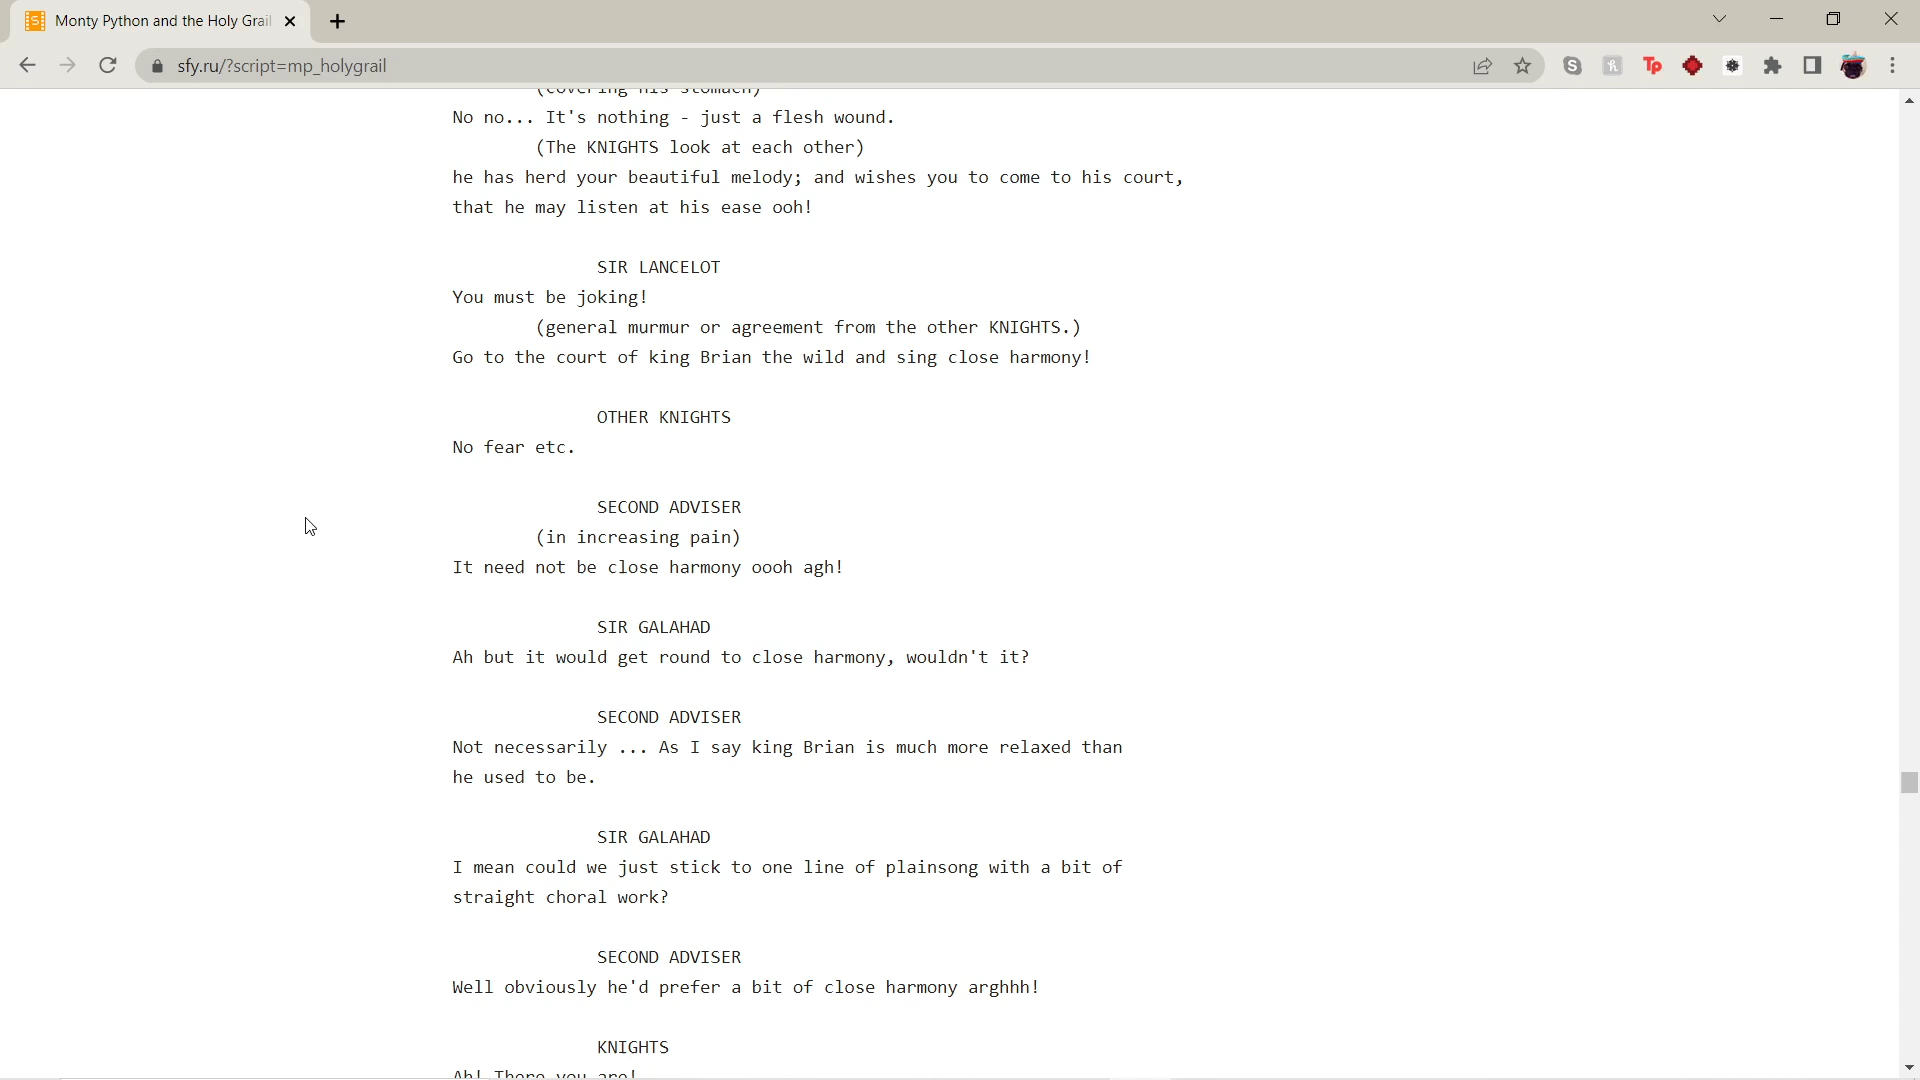 Monty Python and the Holy Grail
sfy.ru/?script=mp_holygrail
(covering his stomach)
No no... It's nothing - just a flesh wound.
(The KNIGHTS look at each other)
he has herd your beautiful melody; and wishes you to come to his court,
that he may listen at his ease ooh!
SIR LANCELOT
You must be joking!
(general murmur or agreement from the other KNIGHTS.)
Go to the court of king Brian the wild and sing close harmony!
OTHER KNIGHTS
No fear etc.
SECOND ADVISER
(in increasing pain)
It need not be close harmony oooh agh!
SIR GALAHAD
Ah but it would get round to close harmony, wouldn't it?
SECOND ADVISER
Not necessarily ... As I say king Brian is much more relaxed than
he used to be.
SIR GALAHAD
I mean could we just stick to one line of plainsong with a bit of
straight choral work?
SECOND ADVISER
Well obviously he'd prefer a bit of close harmony arghhh!
KNIGHTS
Ah! There you are!